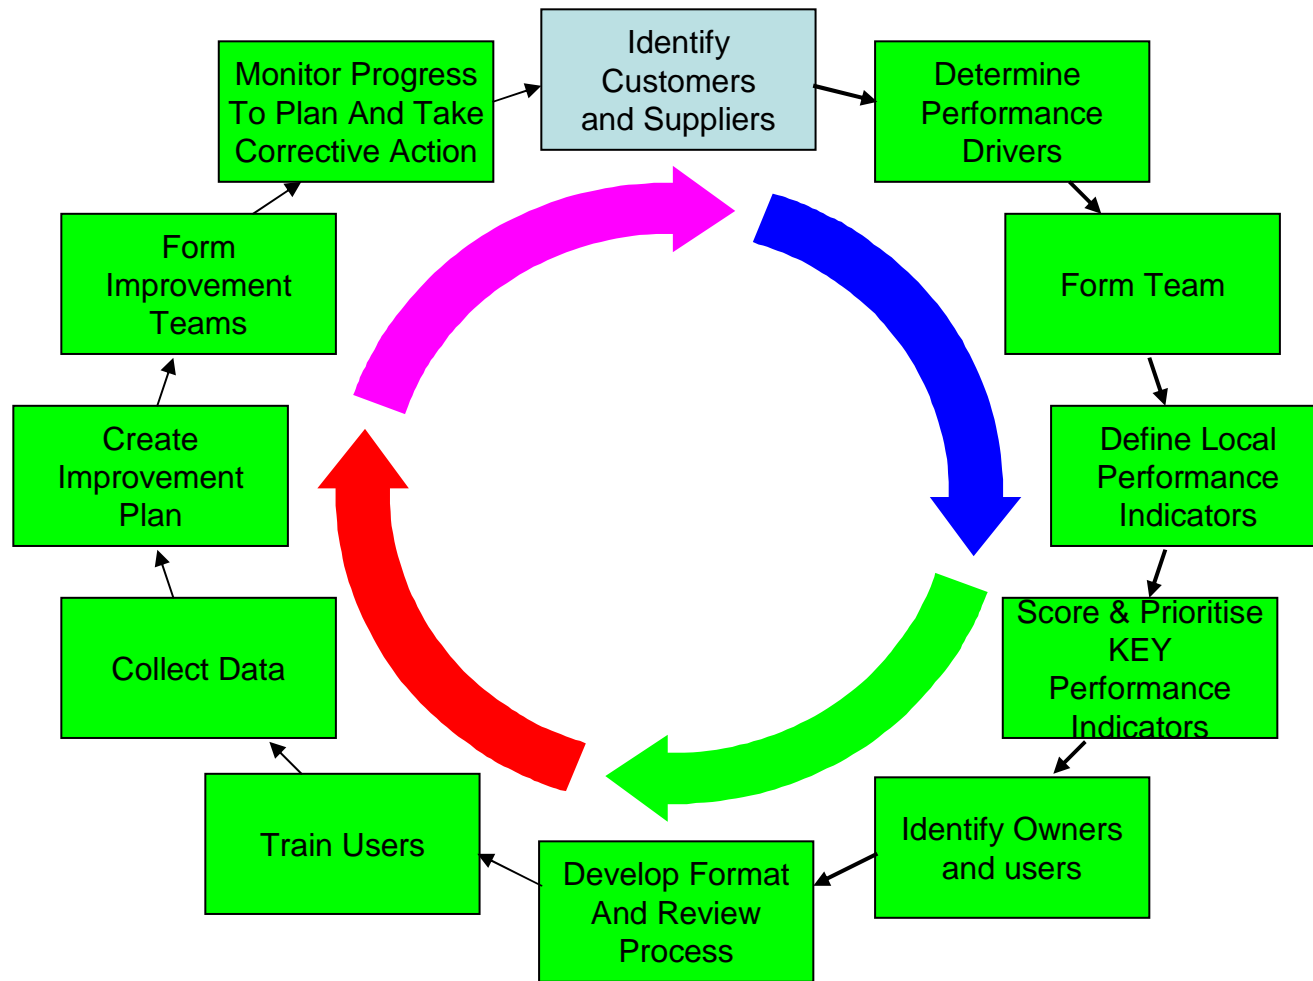 Identify
Customers
and Suppliers
Determine
Performance
Drivers
Form Team
Define Local
Performance
Indicators
Score & Prioritise
KEY
Performance
Indicators
Identify Owners
and users
Develop Format
And Review
Process
Train Users
Collect Data
Create
Improvement
Plan
Form
Improvement
Teams
Monitor Progress
To Plan And Take
Corrective Action